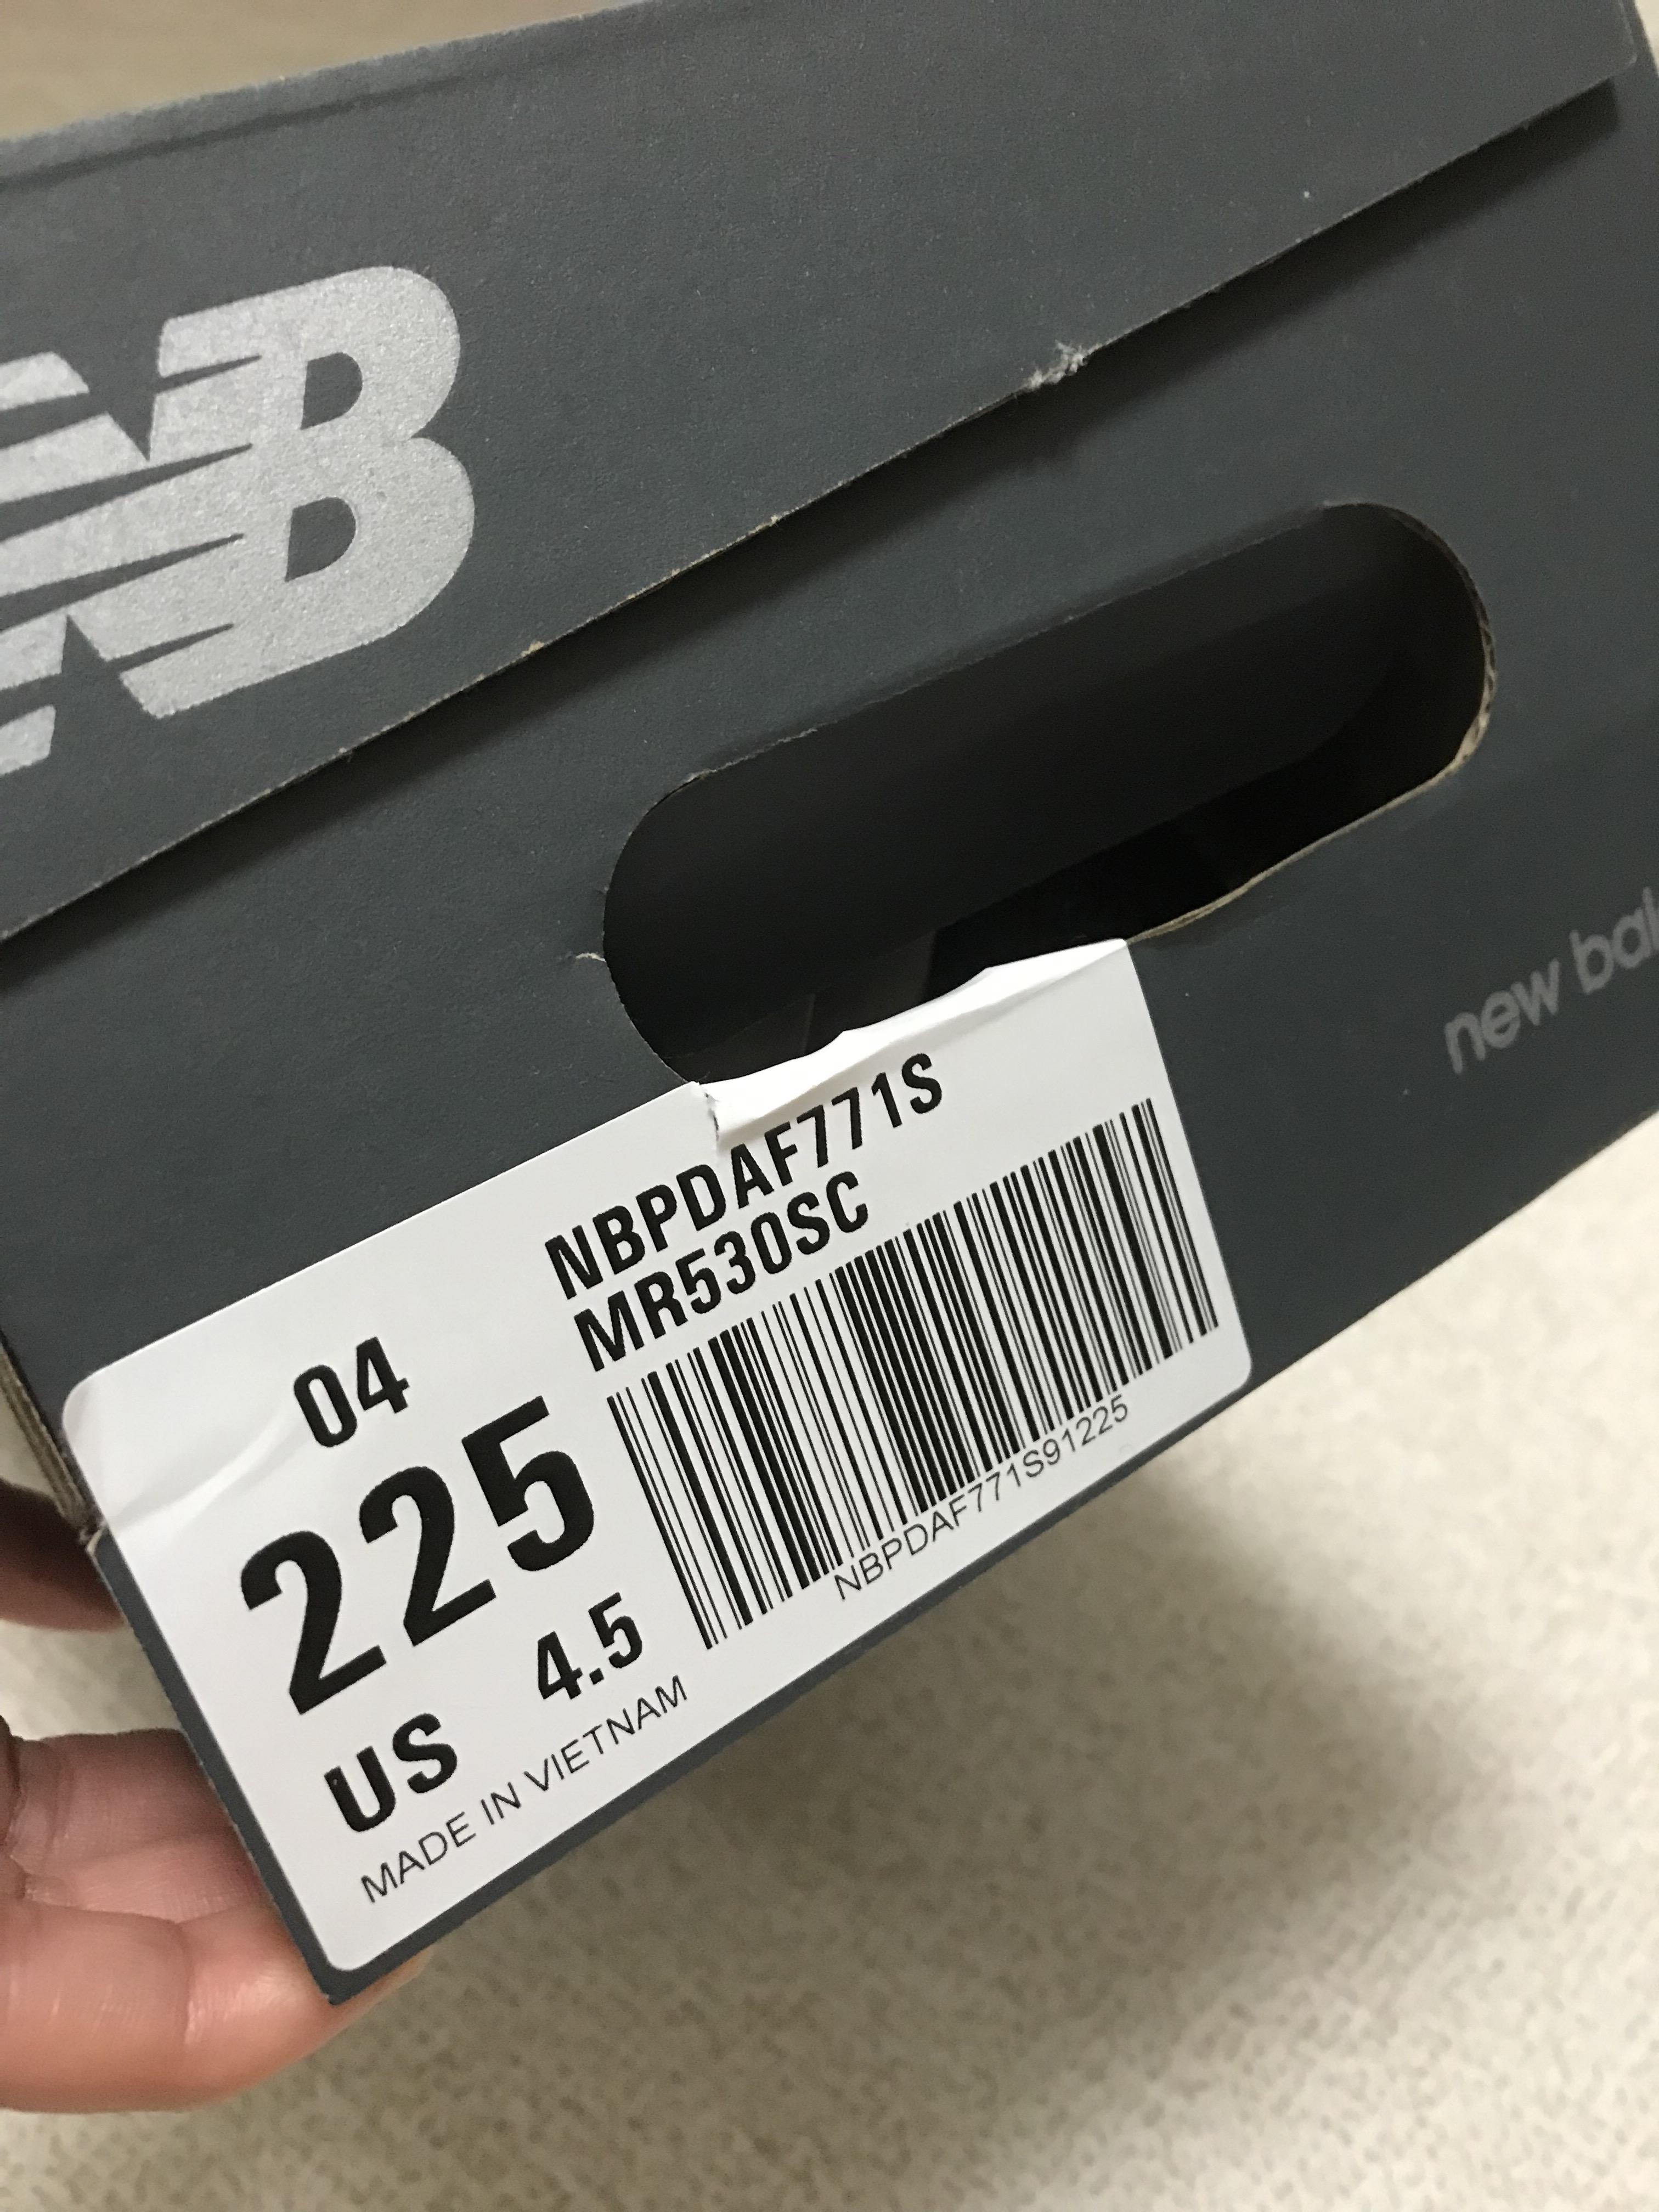 NB
new bal
NBPDAF771S
MR530SC
04
225
US 4.5
NBPDAF771S91225
MADE IN VIETNAM